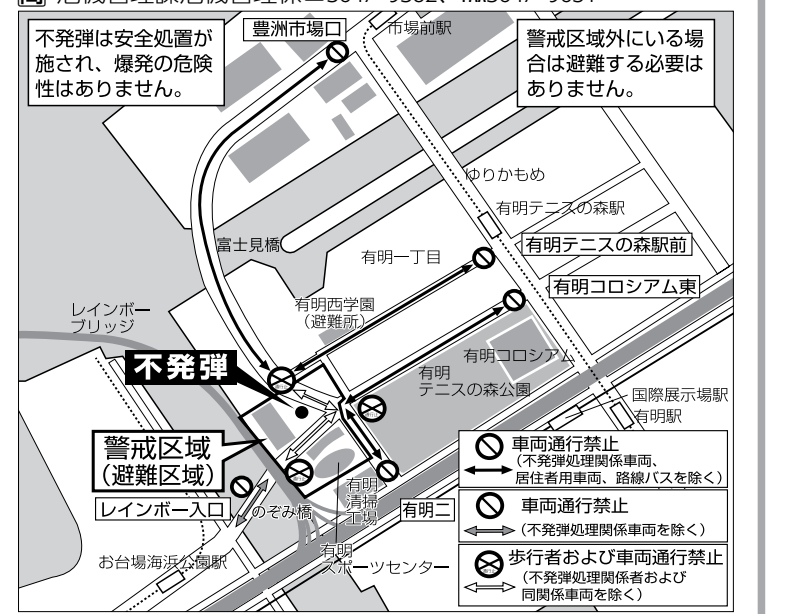 不発弾は安全処置が
施され、爆発の危険
性はありません。
豊洲市場口
市場前駅
警戒区域外にいる場
合は避難する必要は
ありません。
ゆりかもめ
有明テニスの森駅
有明テニスの森駅前
富士見橋
有明一丁目
有明コロシアム東
レインボー
ブリッジ
有明西学園
(避難所)
不発弾
有明コロシアム
有明
テニスの森公園
国際展示場駅
有明駅
警戒区域
(避難区域)
レインボー入口
のぞみ橋
有明
清掃
工場
有明二
お台場海浜公園駅
有明
スポーツセンター
車両通行禁止
(不発弾処理関係車両、
居住者用車両、路線バスを除く)
車両通行禁止
(不発弾処理関係車両を除く)
歩行者および車両通行禁止
(不発弾処理関係者および
同関係車両を除く)